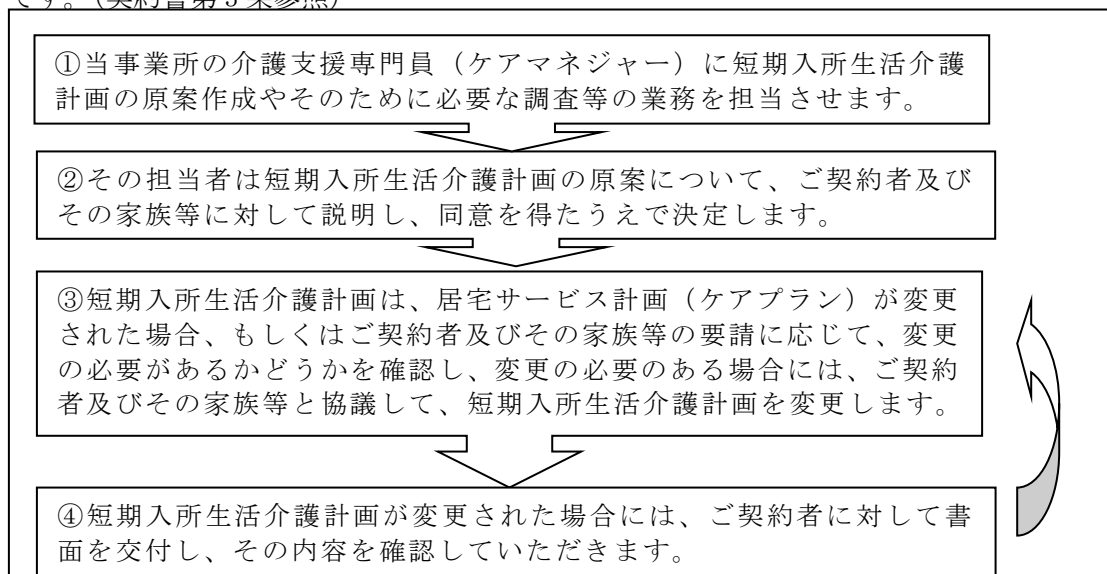 です。（契約書第3条参照）
①当事業所の介護支援専門員（ケアマネジャー）に短期入所生活介護
計画の原案作成やそのために必要な調査等の業務を担当させます。
②その担当者は短期入所生活介護計画の原案について、ご契約者及び
その家族等に対して説明し、同意を得たうえで決定します。
③短期入所生活介護計画は、居宅サービス計画（ケアプラン）が変更
された場合、もしくはご契約者及びその家族等の要請に応じて、変更
の必要があるかどうかを確認し、変更の必要のある場合には、ご契約
者及びその家族等と協議して、短期入所生活介護計画を変更します。
④短期入所生活介護計画が変更された場合には、ご契約者に対して書
面を交付し、その内容を確認していただきます。